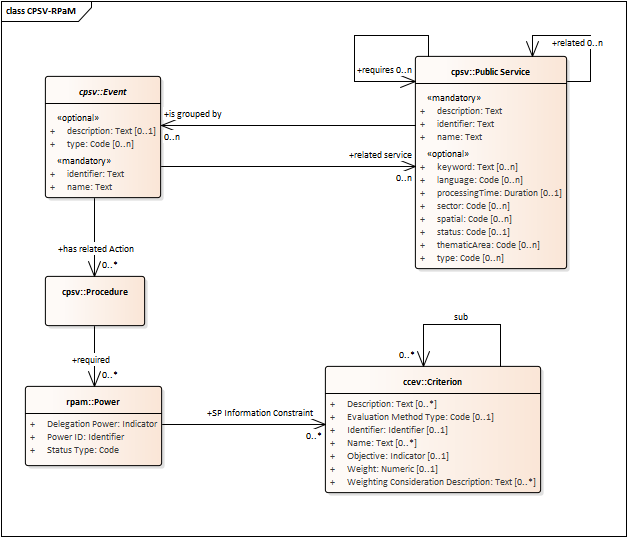 class CPSV-RPaM
+related 0..n
+requires 0..n
cpsv::Public Service
«mandatory»
+ description: Text
+ identifier: Text
+ name: Text
«optional»
+ keyword: Text [0..n]
+ language: Code [0..n]
+ processingTime: Duration [0..1]
+ sector: Code [0..n]
+ spatial: Code [0..n]
+ status: Code [0..1]
+ thematicArea: Code [0..n]
+ type: Code [0..n]
cpsv::Event
«optional»
+ description: Text [0..1]
+ type: Code [0..n]
«mandatory»
+ identifier: Text
+ name: Text
+is grouped by
0..n
+related service
0..n
+has related Action
0..*
cpsv::Procedure
+required
0..*
rpam::Power
+ Delegation Power: Indicator
+ Power ID: Identifier
+ Status Type: Code
+SP Information Constraint
0..*
sub
0..*
ccev::Criterion
+ Description: Text [0..*]
+ Evaluation Method Type: Code [0..1]
+ Identifier: Identifier [0..1]
+ Name: Text [0..*]
+ Objective: Indicator [0..1]
+ Weight: Numeric [0..1]
+ Weighting Consideration Description: Text [0..*]